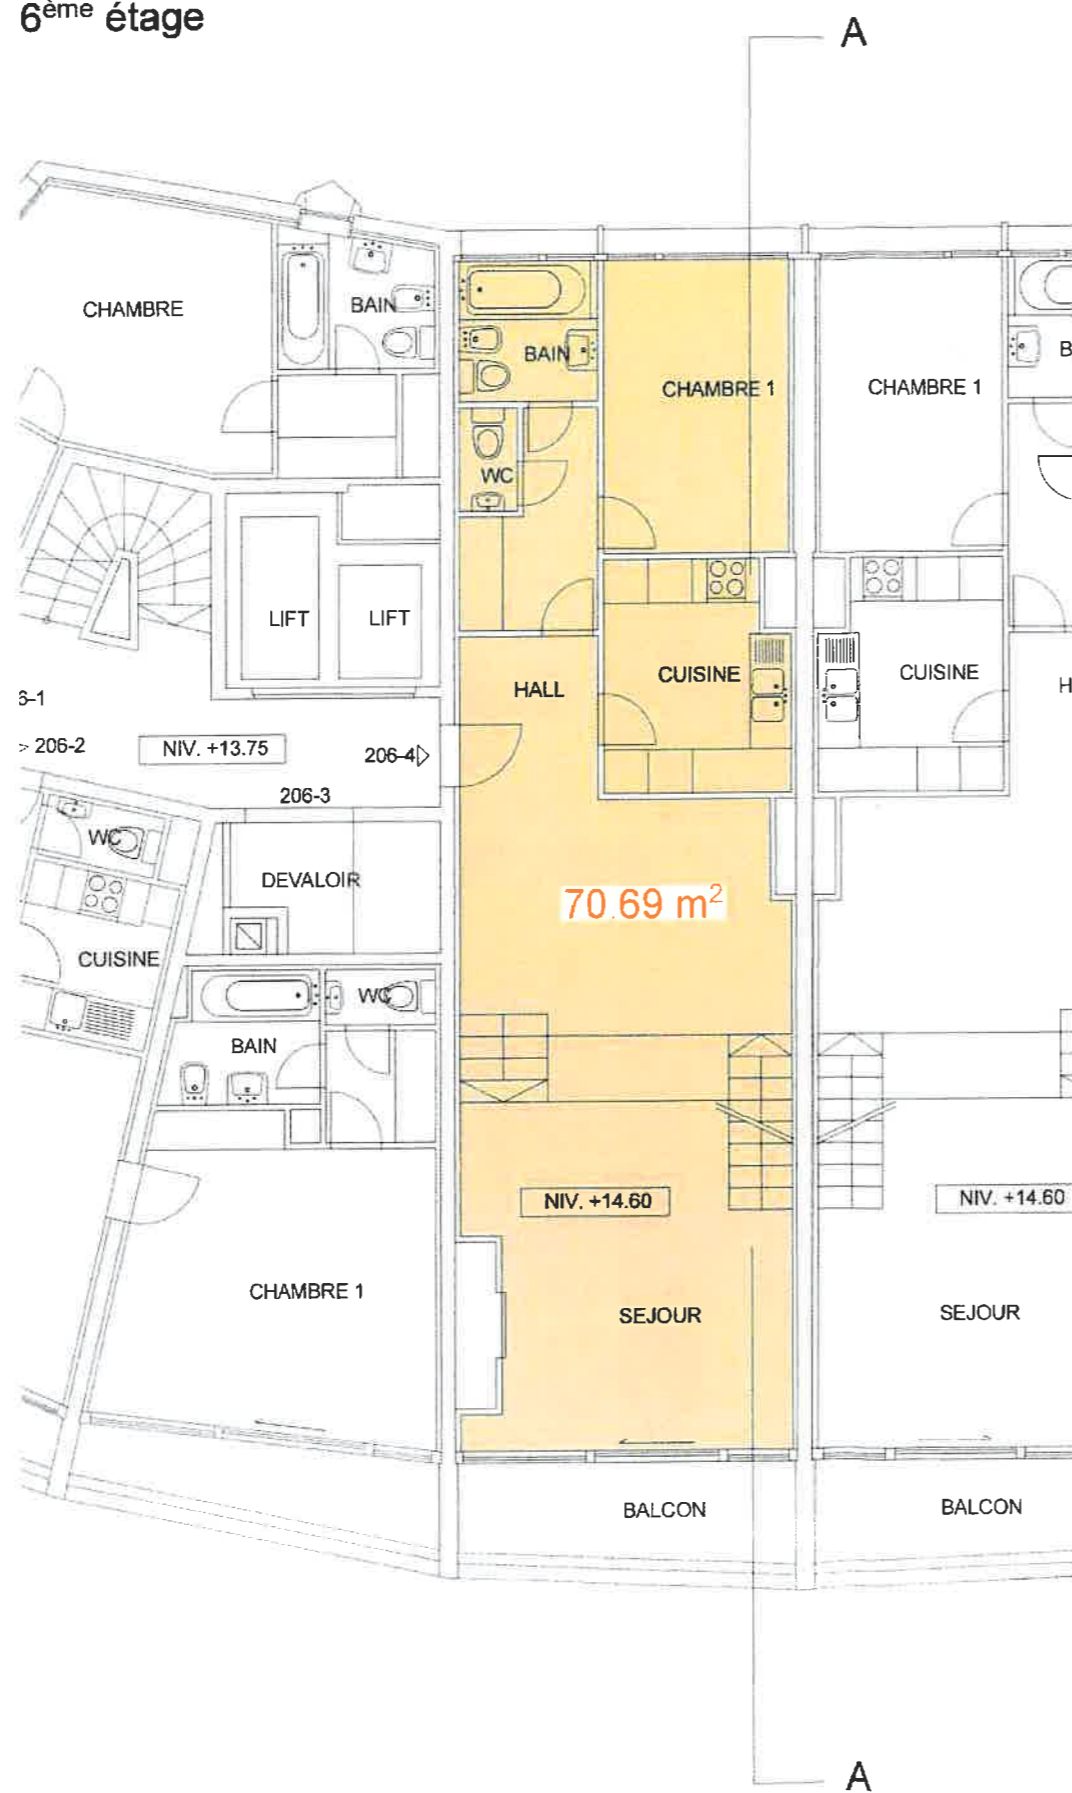 6ème étage
A
CHAMBRE
BAIN
BAIN
CHAMBRE 1
CHAMBRE 1
B
WC
LIFT
LIFT
HALL
CUISINE
CUISINE
H
6-1
> 206-2
NIV. +13.75
206-4
206-3
WC
DEVALOIR
70.69 m²
CUISINE
WC
BAIN
NIV. +14.60
NIV. +14.60
CHAMBRE 1
SEJOUR
SEJOUR
BALCON
BALCON
A